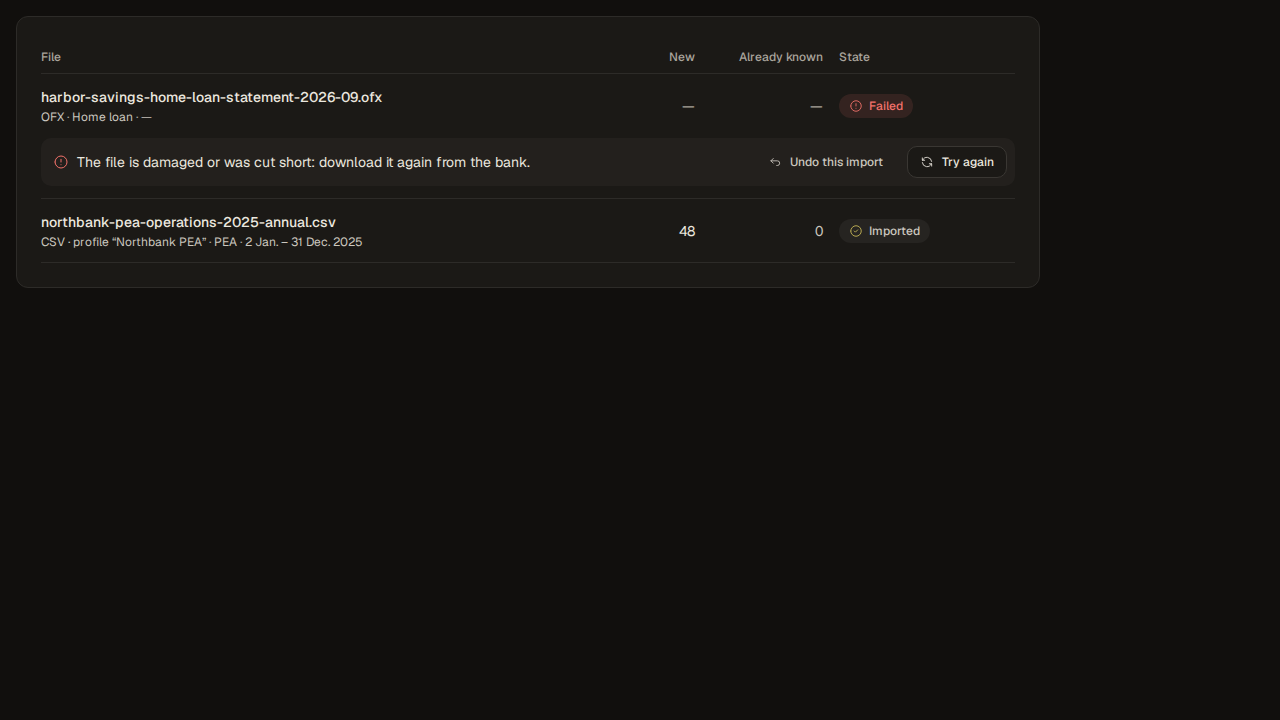 File New Already known State
harbor-savings-home-loan-statement-2026-09.ofx
OFX · Home loan · —
— — Failed
The file is damaged or was cut short: download it again from the bank. Undo this import Try again
northbank-pea-operations-2025-annual.csv
CSV · profile “Northbank PEA” · PEA · 2 Jan. – 31 Dec. 2025
48 0 Imported